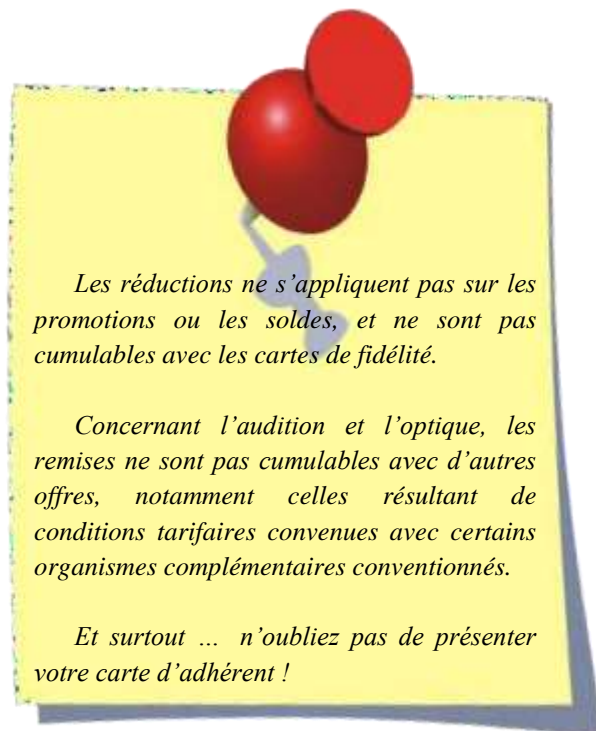 Les réductions ne s’appliquent pas sur les
promotions ou les soldes, et ne sont pas
cumulables avec les cartes de fidélité.
Concernant l’audition et l’optique, les
remises ne sont pas cumulables avec d’autres
offres, notamment celles résultant de
conditions tarifaires convenues avec certains
organismes complémentaires conventionnés.
Et surtout … n’oubliez pas de présenter
votre carte d’adhérent !